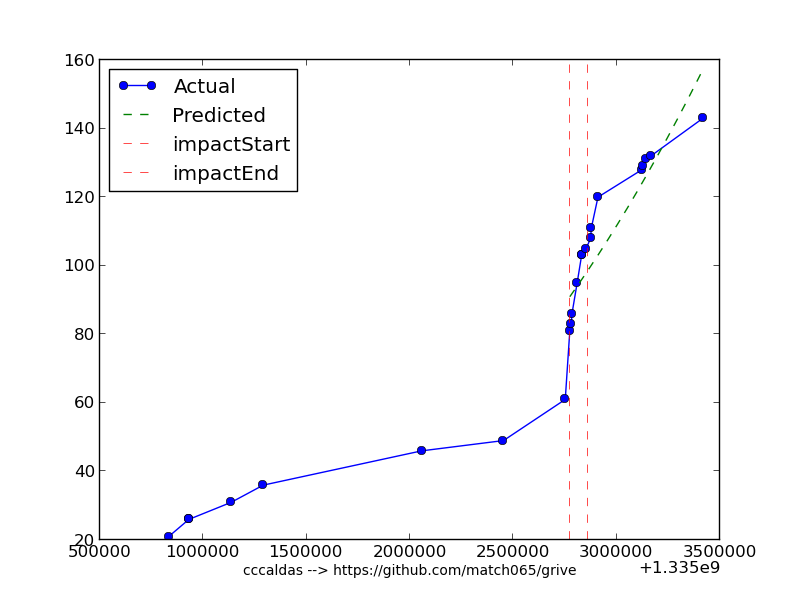 160
140
120
100
80
60
40
20
Actual
Predicted
impactStart
impactEnd
500000 1000000 1500000 2000000 2500000 3000000 3500000
+1.335e9
cccaldas --> https://github.com/match065/grive